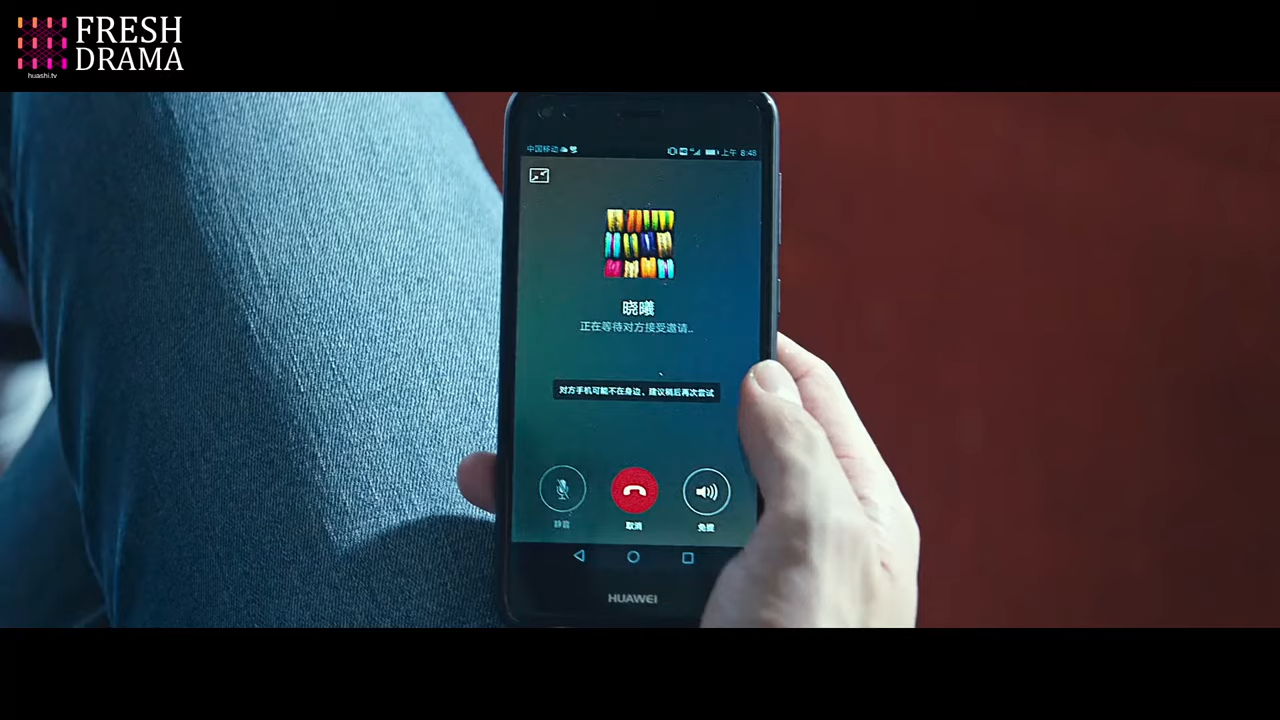 FRESH
DRAMA
huashi.tv
中国移动
上午 8:48
晓曦
正在等待对方接受邀请..
对方手机可能不在身边、建议稍后再次尝试
静音
取消
免提
HUAWEI